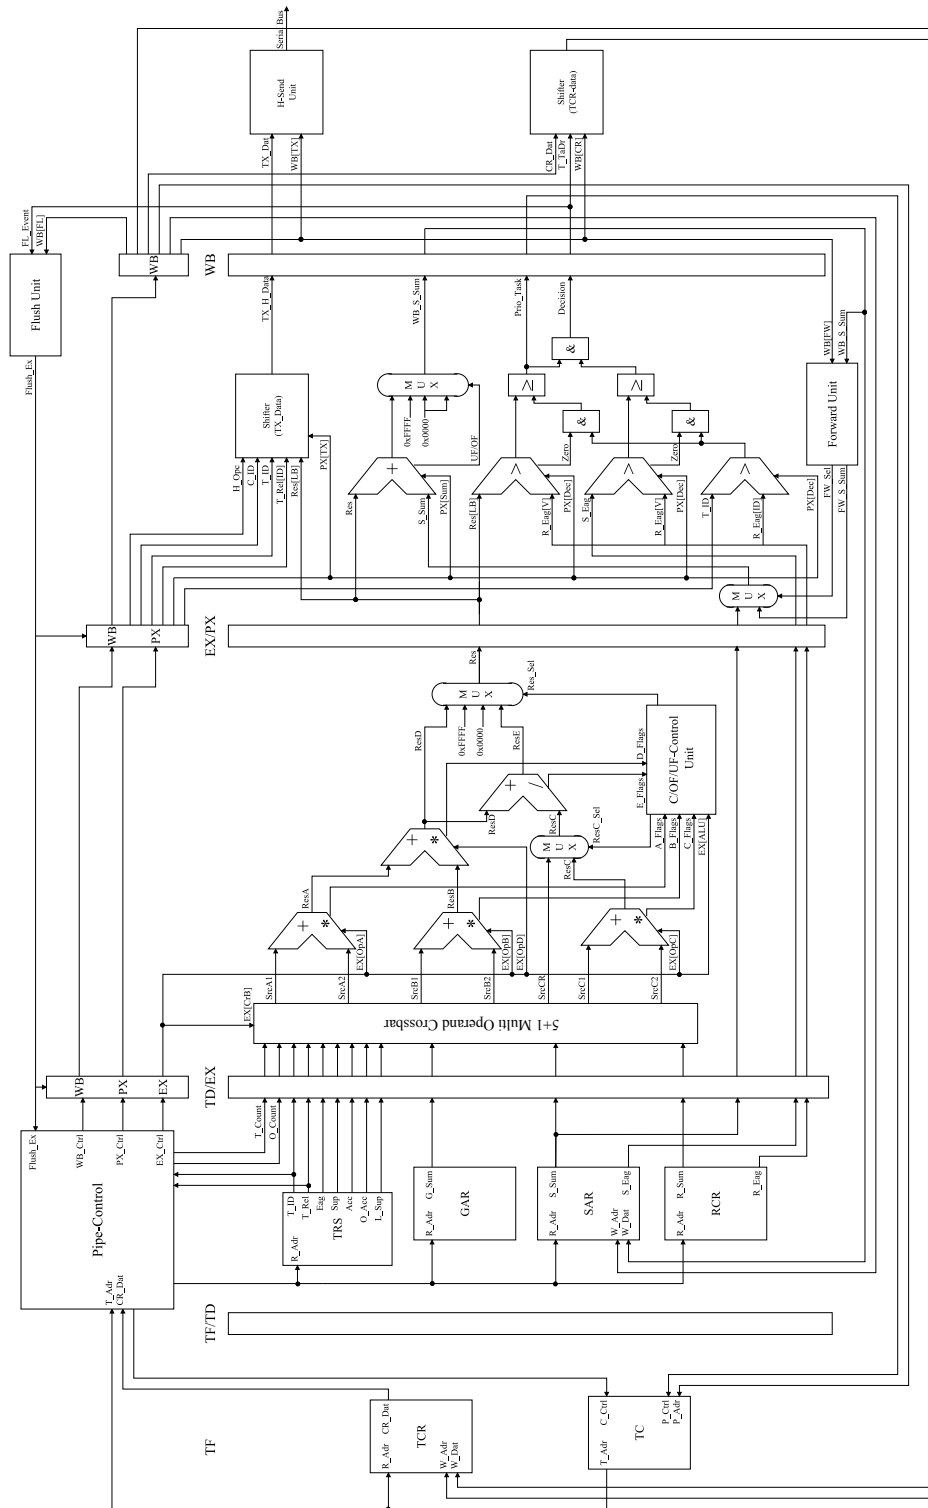 Serial_Bus
H-Send
Unit
TX_Dat
WB[TX]
Shifter
(TCR-data)
CR_Dat
T_TaDr
WB[CR]
FL_Event
WB[FL]
Flush Unit
Flush_Ex
WB
WB
TX_H_Data
WB_S_Sum
Prio_Task
Decision
Shifter
(TX_Data)
H_Opc
C_ID
T_ID
T_Rel[ID]
Res[LB]
PX[TX]
M
U
X
0xFFFF
0x0000
UF/OF
+
Res
S_Sum
PX[Sum]
&
≥
≥
&
&
Zero
Zero
>
>
>
Res[LB]
R_Eag[V]
PX[Dec]
S_Eag
R_Eag[V]
PX[Dec]
T_ID
R_Eag[ID]
PX[Dec]
WB[FW]
WB_S_Sum
Forward Unit
FW_Sel
FW_S_Sum
M
U
X
WB
PX
EX/PX
Res
M
U
X
Res_Sel
ResD
0xFFFF
0x0000
ResE
+
/
ResD
ResC
D_Flags
E_Flags
C/OF/UF-Control
Unit
A_Flags
B_Flags
C_Flags
EX[ALU]
ResC_Sel
M
U
X
ResC
+
*
ResA
ResB
+
*
+
*
+
*
EX[OpA]
EX[OpB]
EX[OpD]
EX[OpC]
SrcA1
SrcA2
SrcB1
SrcB2
SrcCR
SrcC1
SrcC2
EX[CrB]
5+1 Multi Operand Crossbar
WB
PX
EX
TD/EX
Flush_Ex
WB_Ctrl
PX_Ctrl
EX_Ctrl
Pipe-Control
T_Adr
CR_Dat
T_Count
O_Count
T_ID
T_Rel
Eag
Sup
Acc
O_Acc
L_Sup
R_Adr
TRS
R_Adr
G_Sum
GAR
R_Adr
S_Sum
SAR
W_Adr
W_Dat
S_Eag
R_Adr
R_Sum
RCR
R_Eag
TF/TD
TF
R_Adr
CR_Dat
TCR
W_Adr
W_Dat
T_Adr
C_Ctrl
TC
P_Ctrl
P_Adr